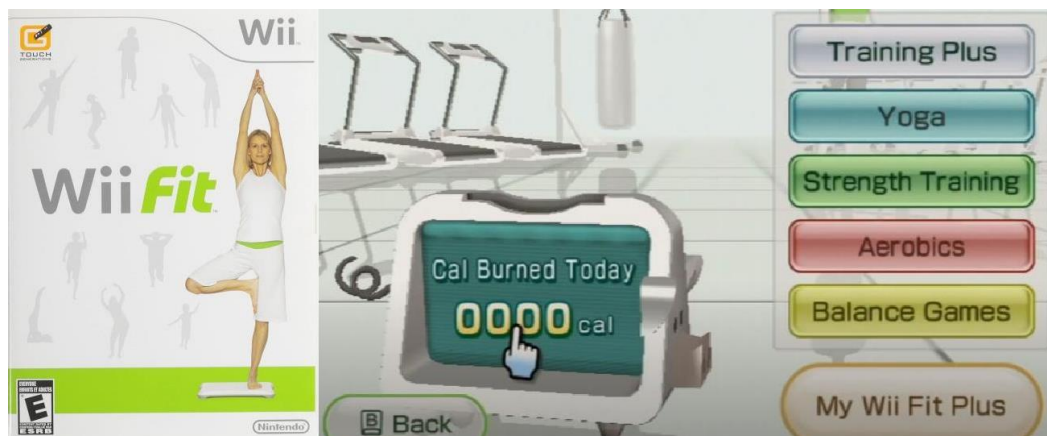 TOUCH
GENERATIONS
Wii
Wii Fit
EVERYONE
E
ESRB
Nintendo
Cal Burned Today
0000 cal
B Back
Training Plus
Yoga
Strength Training
Aerobics
Balance Games
My Wii Fit Plus